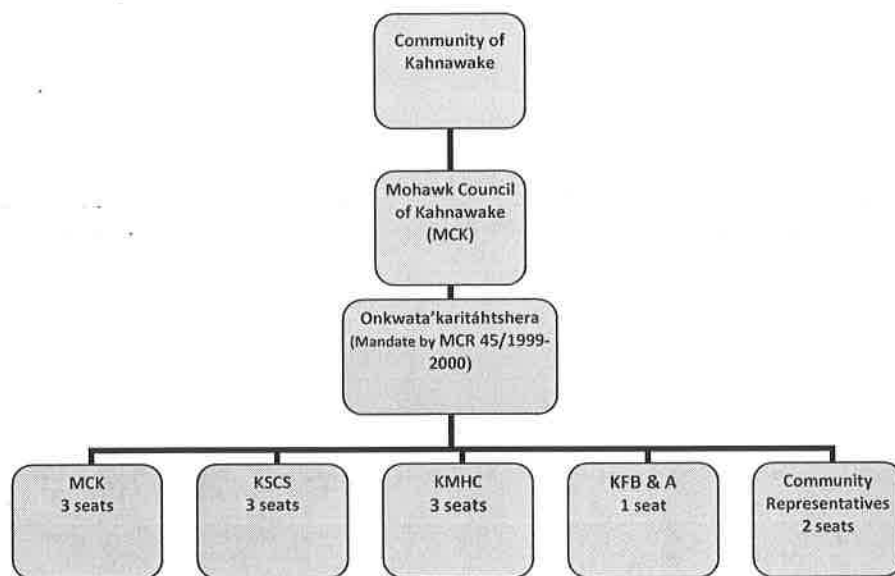 Community of
Kahnawake
Mohawk Council
of Kahnawake
(MCK)
Onkwata'karitáhtshera
(Mandate by MCR 45/1999-
2000)
MCK
3 seats
KSCS
3 seats
KMHC
3 seats
KFB & A
1 seat
Community
Representatives
2 seats